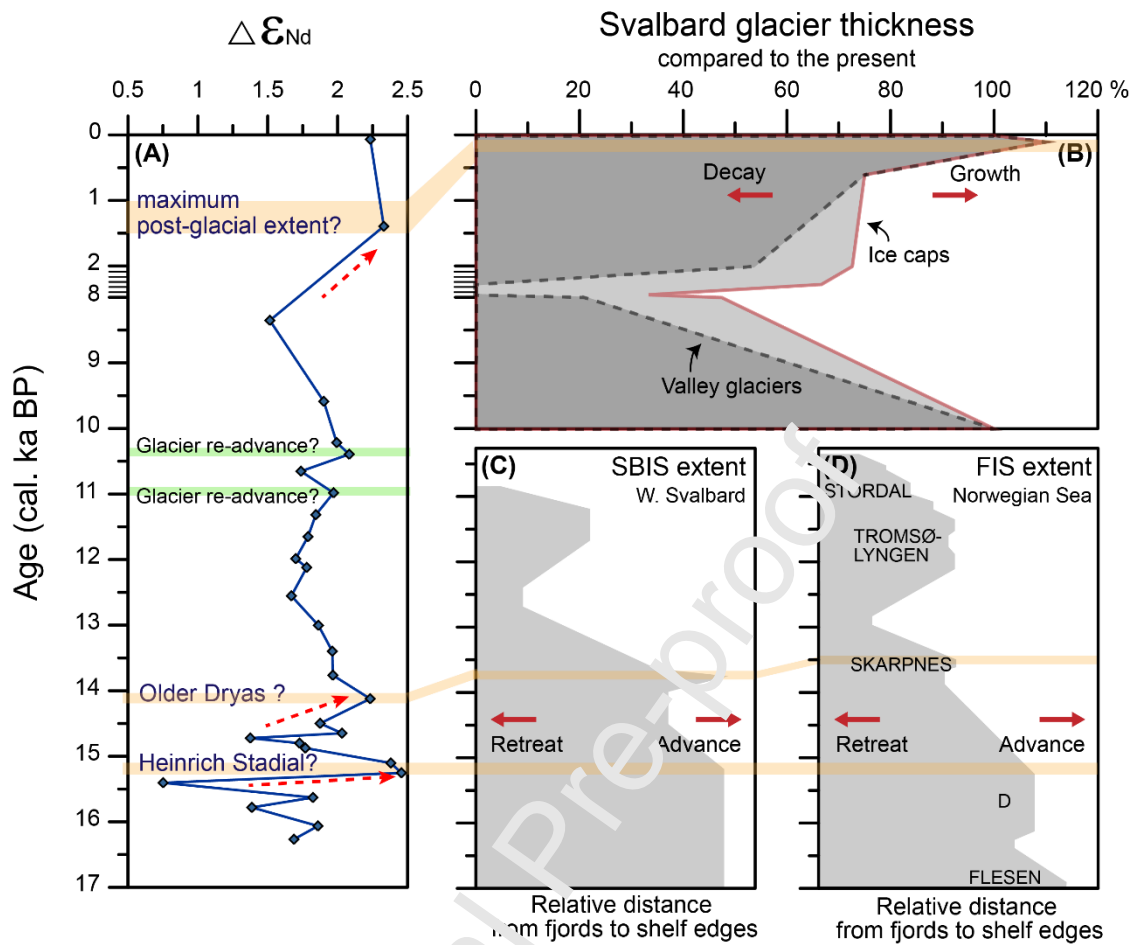 △ εNd
Svalbard glacier thickness
compared to the present
0.5 1 1.5 2 2.5
0 20 40 60 80 100 120 %
Age (cal. ka BP)
0
1
2
8
9
10
11
12
13
14
15
16
17
(A)
maximum
post-glacial extent?
Glacier re-advance?
Glacier re-advance?
Older Dryas ?
Heinrich Stadial?
(B)
Decay
Growth
Ice caps
Valley glaciers
(C)
SBIS extent
W. Svalbard
Retreat
Advance
Relative distance
from fjords to shelf edges
(D)
FIS extent
Norwegian Sea
STORDAL
TROMSØ-
LYNGEN
SKARPNES
Retreat
Advance
D
FLESEN
Relative distance
from fjords to shelf edges
al Pre-proof